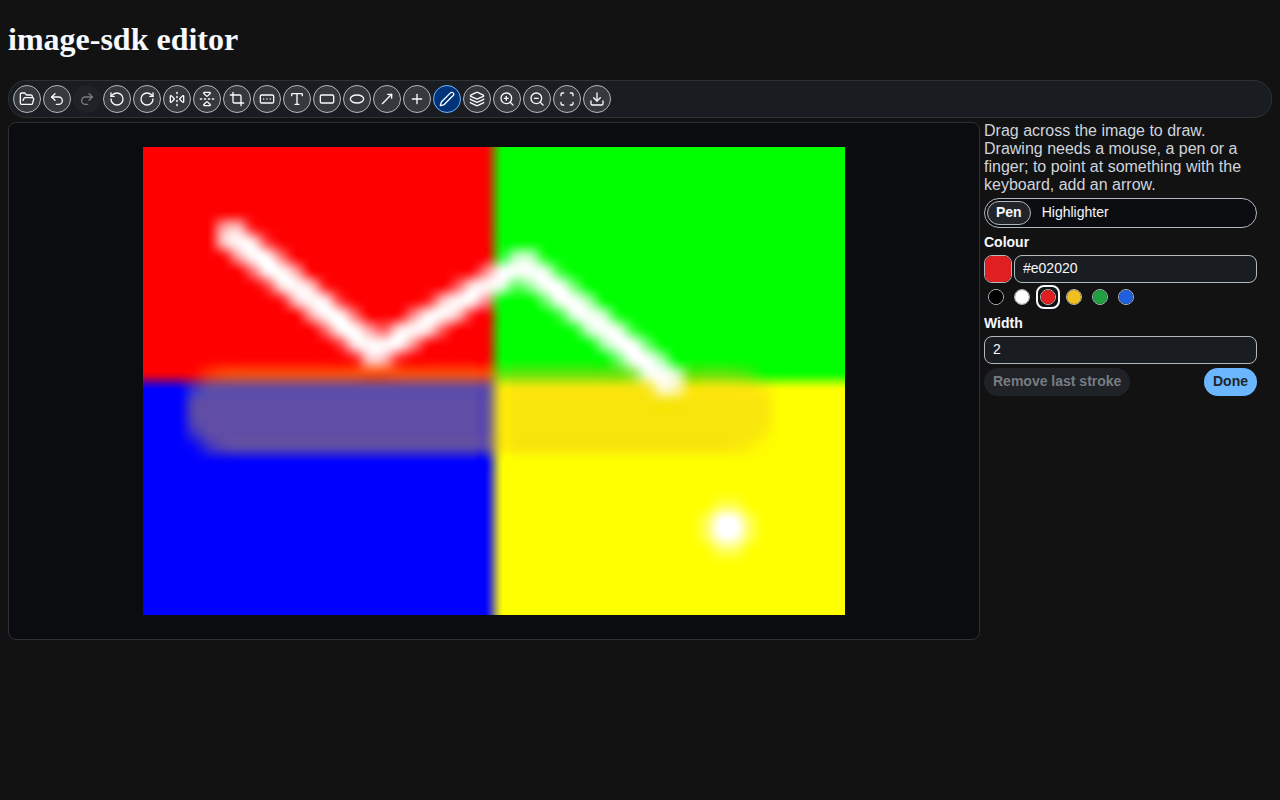 image-sdk editor
Drag across the image to draw.
Drawing needs a mouse, a pen or a
finger; to point at something with the
keyboard, add an arrow.
Pen Highlighter
Colour
#e02020
Width
2
Remove last stroke Done